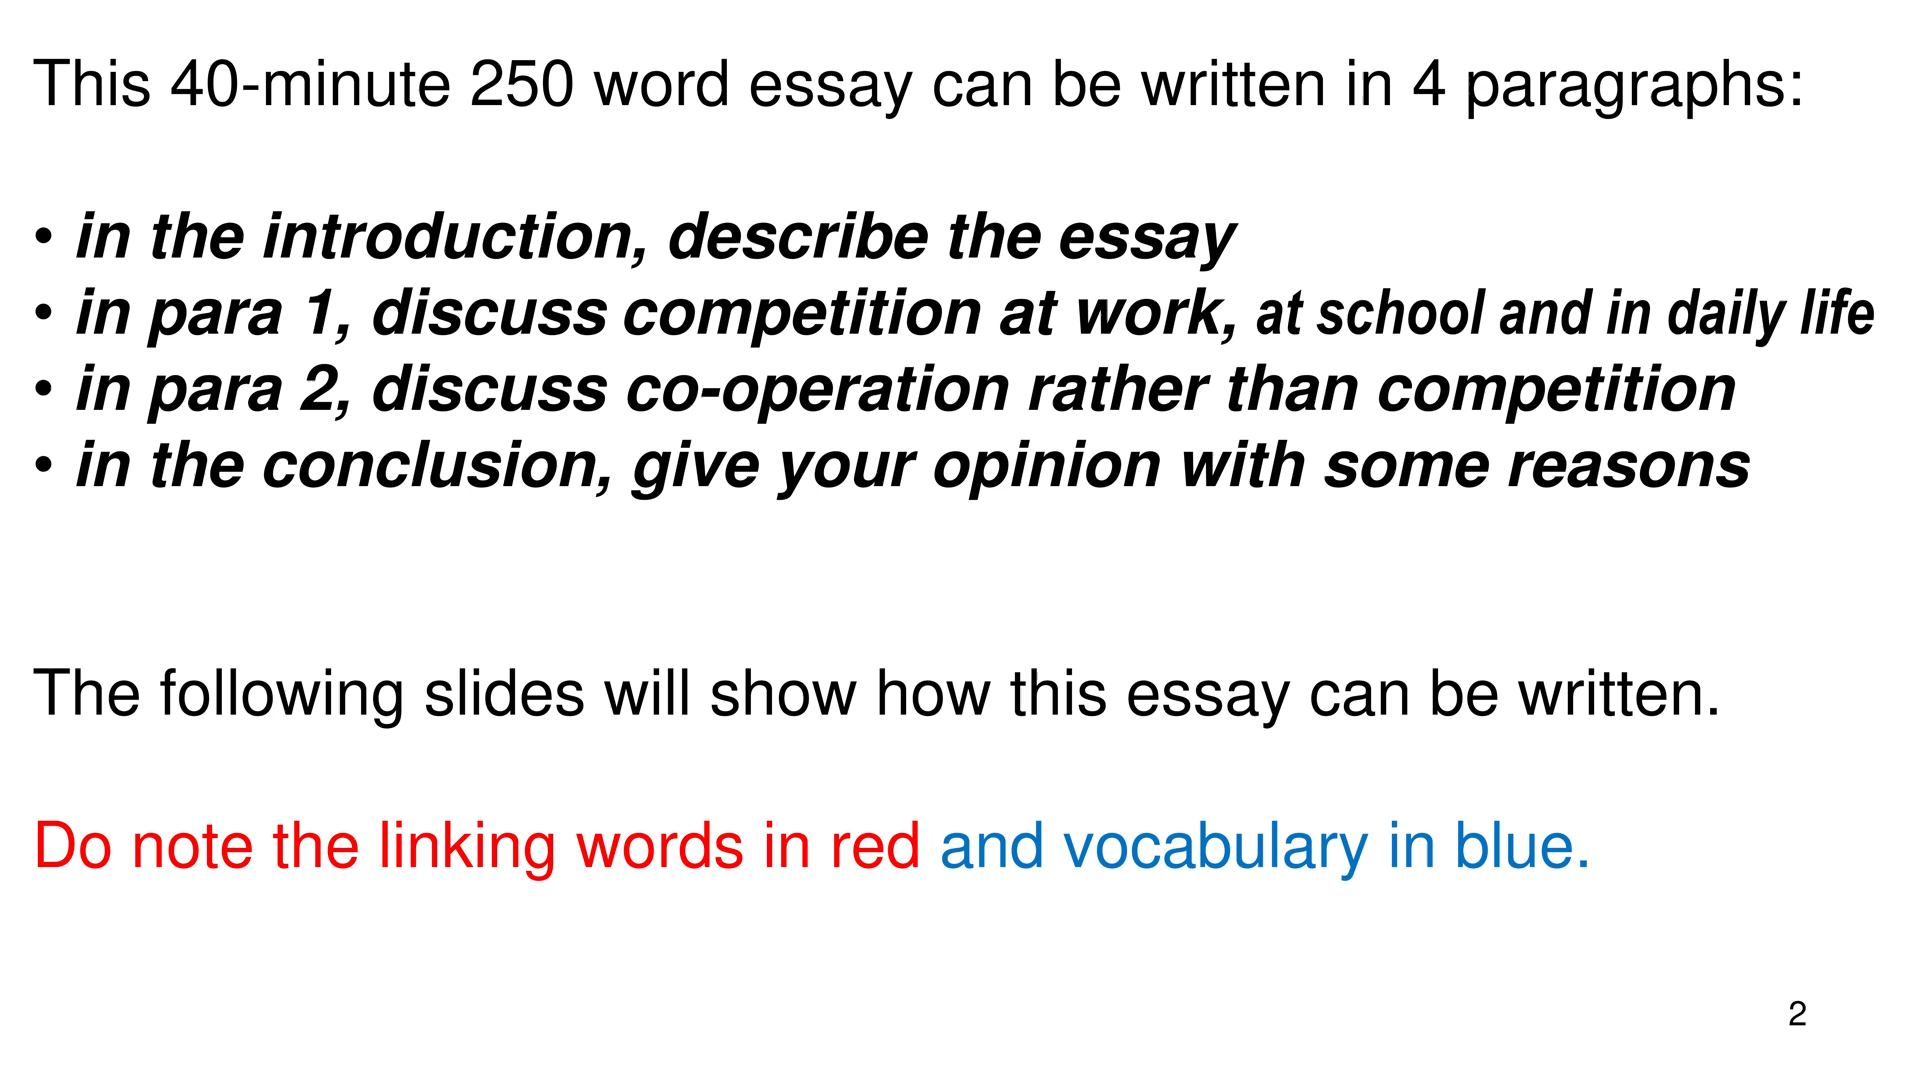 This 40-minute 250 word essay can be written in 4 paragraphs:
• in the introduction, describe the essay
• in para 1, discuss competition at work, at school and in daily life
• in para 2, discuss co-operation rather than competition
• in the conclusion, give your opinion with some reasons
The following slides will show how this essay can be written.
Do note the linking words in red and vocabulary in blue.
2